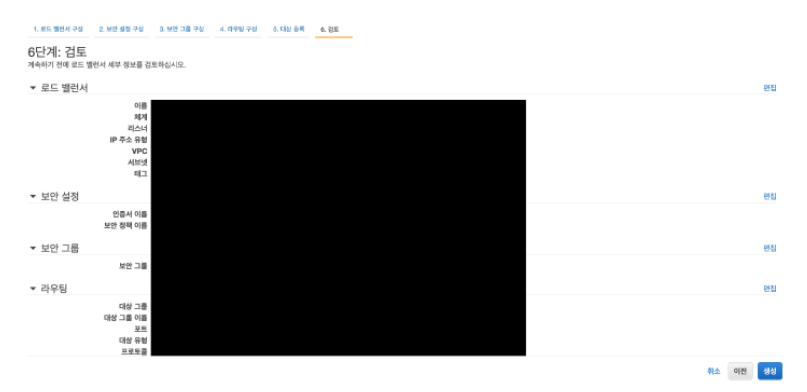 1. 로드 밸런서 구성 2. 보안 설정 구성 3. 보안 그룹 구성 4. 라우팅 구성 5. 대상 등록 6. 검토
6단계: 검토
계속하기 전에 로드 밸런서 세부 정보를 검토하십시오.
로드 밸런서 편집
이름
체계
리스너
IP 주소 유형
VPC
서브넷
태그
보안 설정 편집
인증서 이름
보안 정책 이름
보안 그룹 편집
보안 그룹
라우팅 편집
대상 그룹
대상 그룹 이름
포트
대상 유형
프로토콜
취소 이전 생성